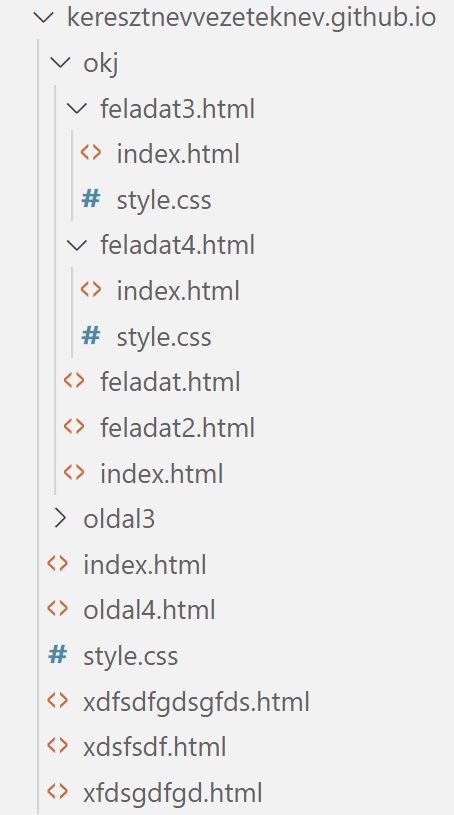 keresztnevvezeteknev.github.io
okj
feladat3.html
index.html
# style.css
feladat4.html
index.html
# style.css
feladat.html
feladat2.html
index.html
oldal3
index.html
oldal4.html
# style.css
xdfsdfgdsgfds.html
xdsfsdf.html
xfdsgdfgd.html